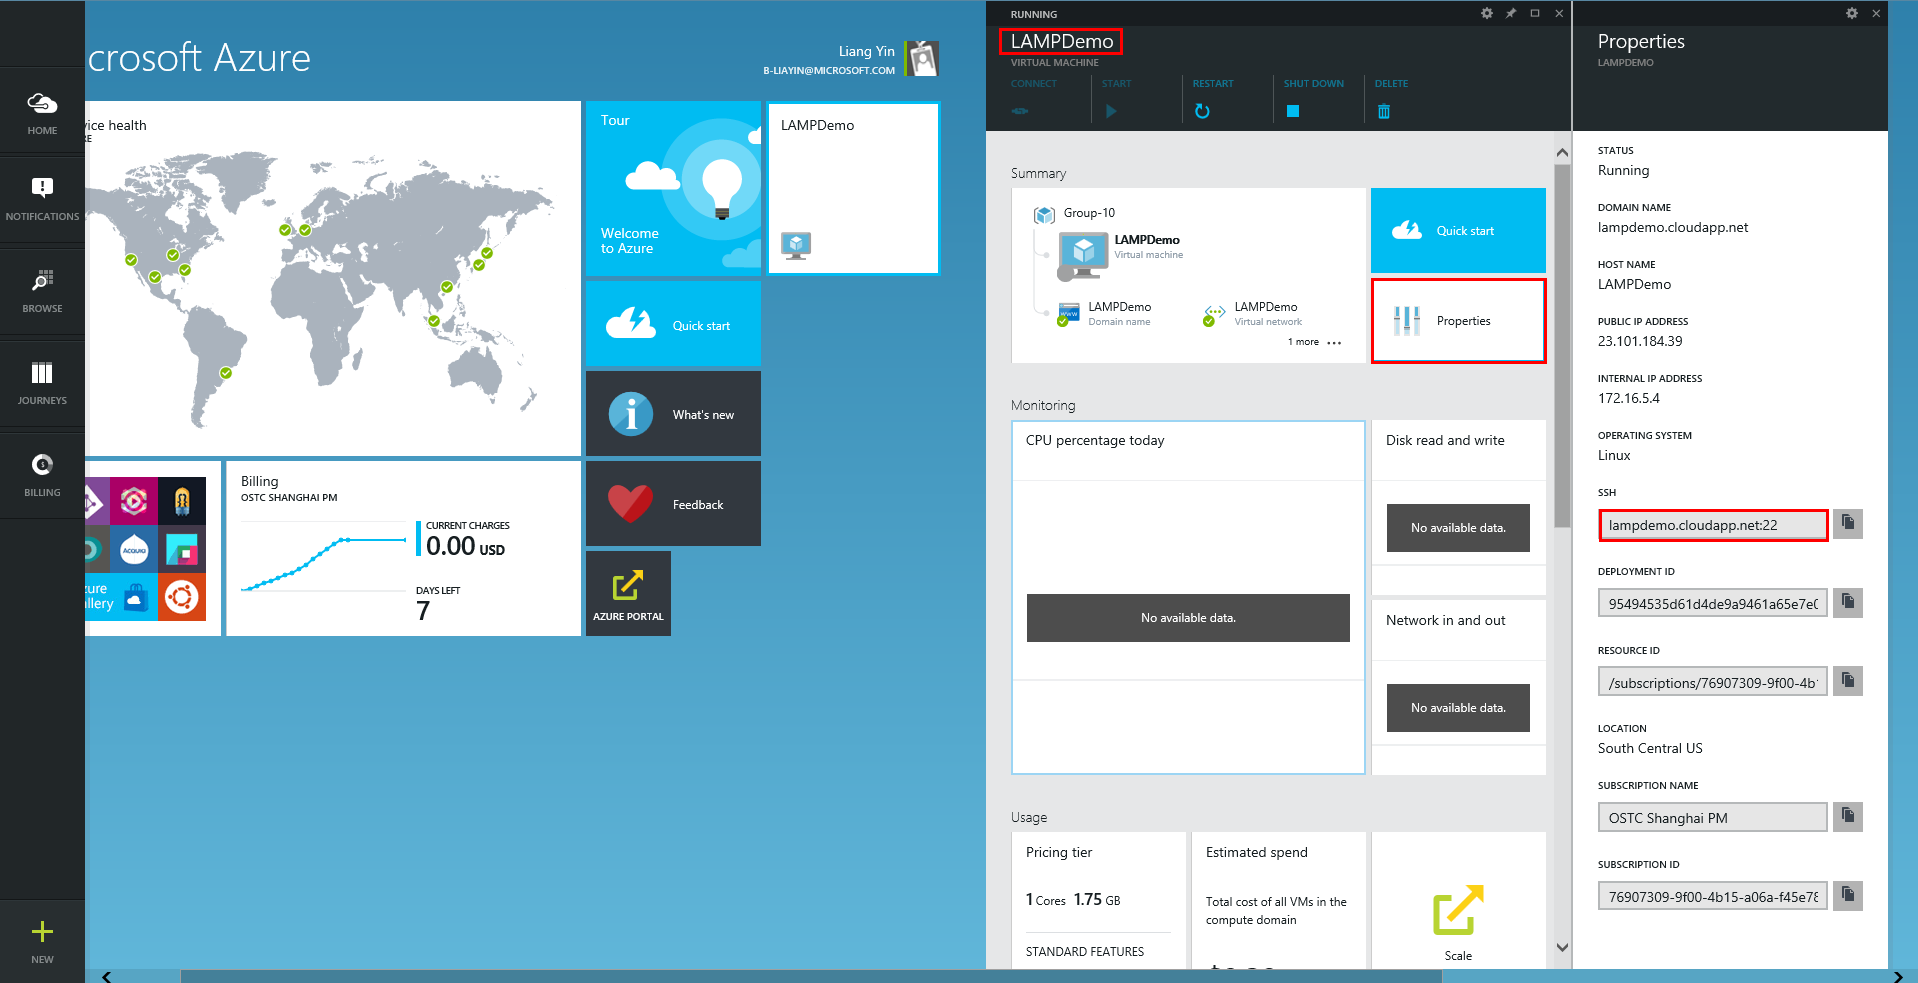 HOME
NOTIFICATIONS
BROWSE
JOURNEYS
BILLING
NEW
crosoft Azure
Liang Yin
B-LIAYIN@MICROSOFT.COM
vice health
RE
Tour
Welcome
to Azure
LAMPDemo
Quick start
What's new
Feedback
AZURE PORTAL
Acquia
zure
llery
Billing
OSTC SHANGHAI PM
CURRENT CHARGES
0.00 USD
DAYS LEFT
7
RUNNING
LAMPDemo
VIRTUAL MACHINE
CONNECT
START
RESTART
SHUT DOWN
DELETE
Summary
Group-10
LAMPDemo
Virtual machine
www
LAMPDemo
Domain name
LAMPDemo
Virtual network
1 more ...
Quick start
Properties
Monitoring
CPU percentage today
No available data.
Disk read and write
No available data.
Network in and out
No available data.
Usage
Pricing tier
1 Cores 1.75 GB
STANDARD FEATURES
Estimated spend
Total cost of all VMs in the
compute domain
Scale
Properties
LAMPDEMO
STATUS
Running
DOMAIN NAME
lampdemo.cloudapp.net
HOST NAME
LAMPDemo
PUBLIC IP ADDRESS
23.101.184.39
INTERNAL IP ADDRESS
172.16.5.4
OPERATING SYSTEM
Linux
SSH
lampdemo.cloudapp.net:22
DEPLOYMENT ID
95494535d61d4de9a9461a65e7e0
RESOURCE ID
/subscriptions/76907309-9f00-4b1
LOCATION
South Central US
SUBSCRIPTION NAME
OSTC Shanghai PM
SUBSCRIPTION ID
76907309-9f00-4b15-a06a-f45e78